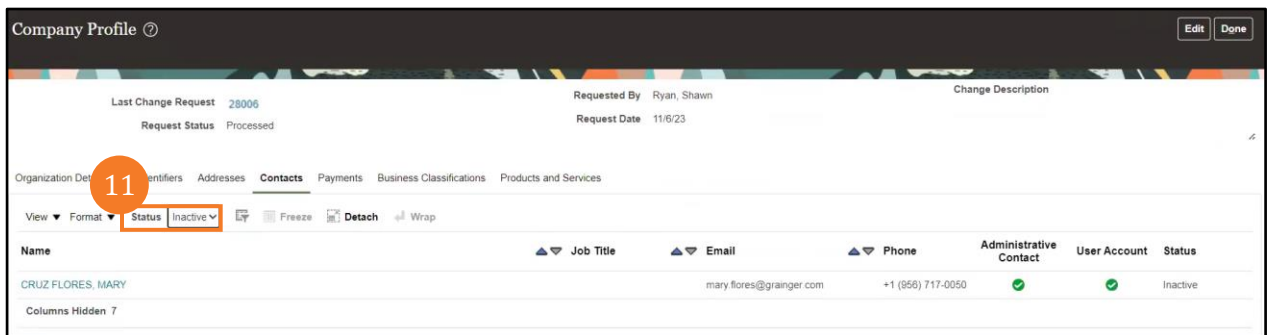 Company Profile
Edit Done
Last Change Request 28006 Requested By Ryan, Shawn Change Description
Request Status Processed Request Date 11/6/23
Organization Det entifiers Addresses Contacts Payments Business Classifications Products and Services
11
View Format Status Inactive Freeze Detach Wrap
Name Job Title Email Phone Administrative Contact User Account Status
CRUZ FLORES, MARY mary.flores@grainger.com +1 (956) 717-0050 Inactive
Columns Hidden 7